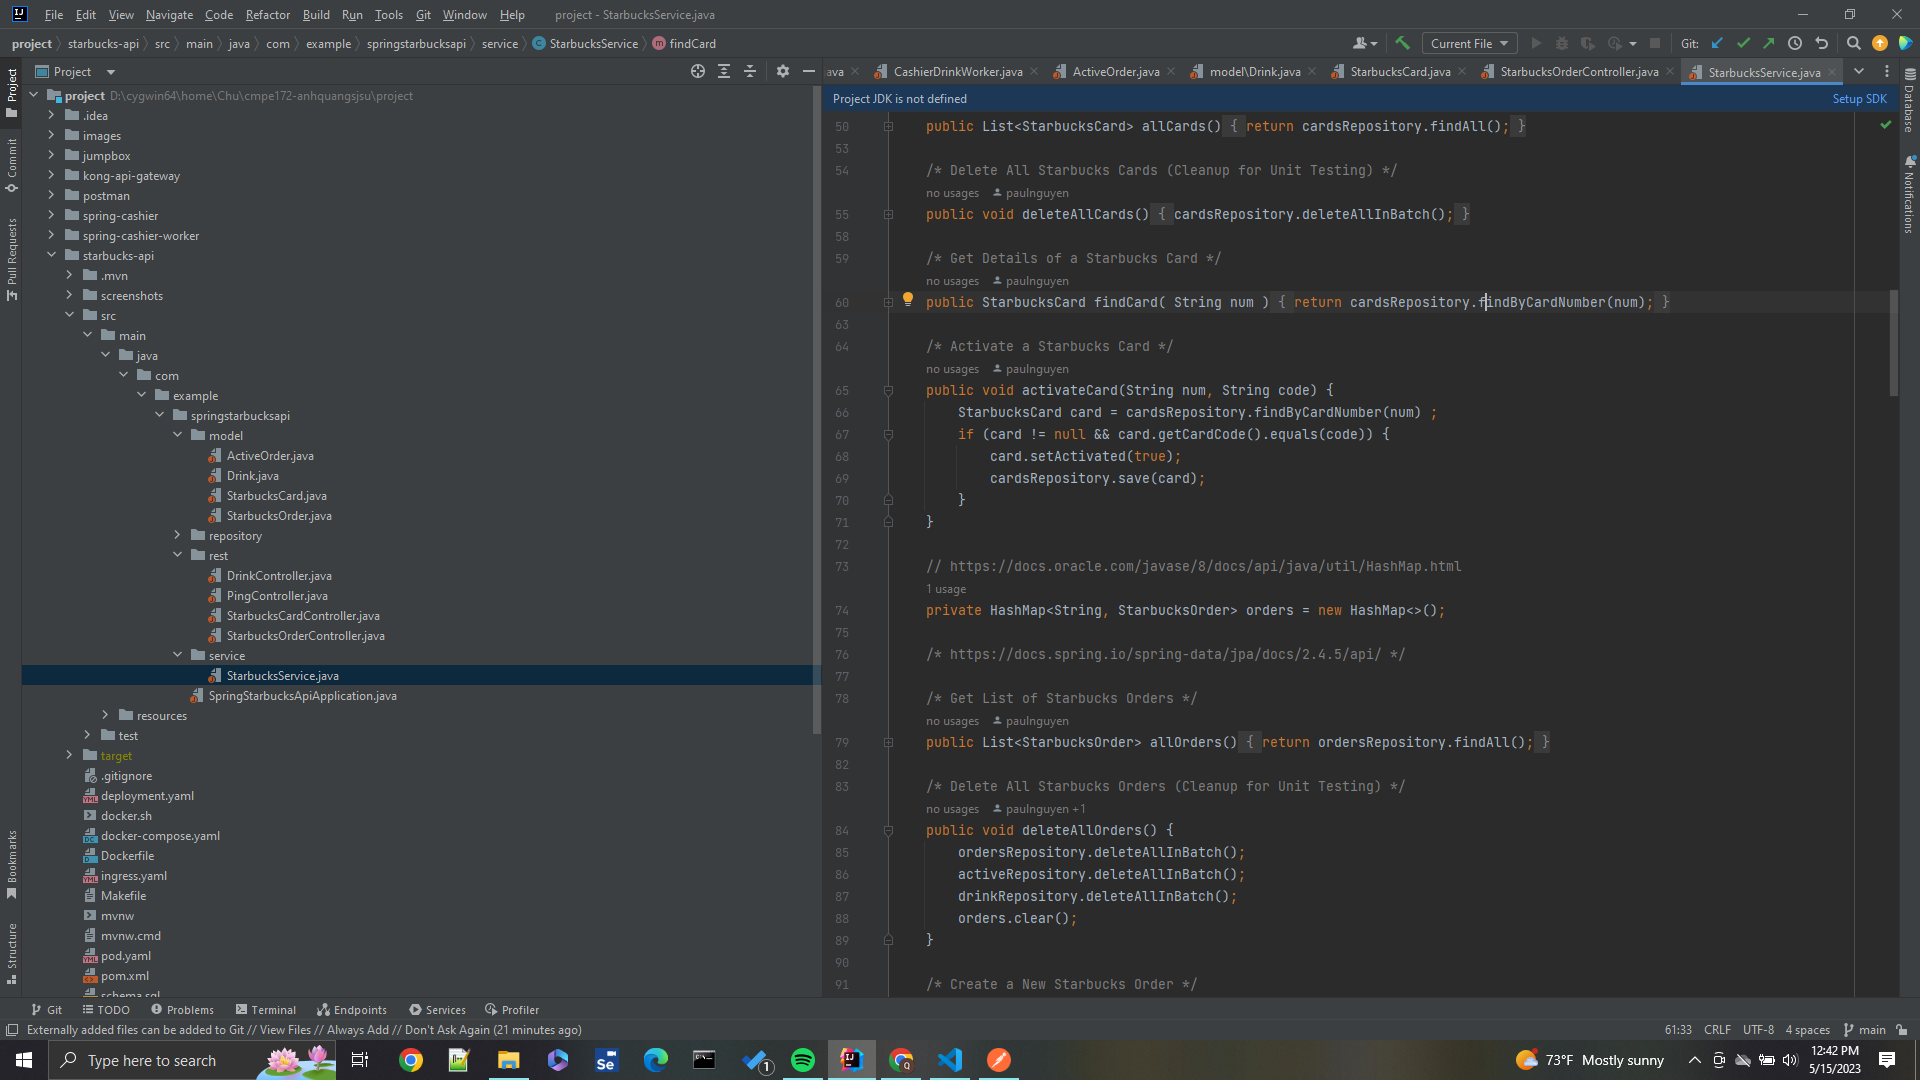 File Edit View Navigate Code Refactor Build Run Tools Git Window Help project - StarbucksService.java
project starbucks-api src main java com example springstarbucksapi service StarbucksService findCard Current File Git:
Project
ava CashierDrinkWorker.java ActiveOrder.java model\Drink.java StarbucksCard.java StarbucksOrderController.java StarbucksService.java
Project JDK is not defined Setup SDK
Project
Commit
Pull Requests
Bookmarks
Structure
Database
Notifications
project D:\cygwin64\home\Chu\cmpe172-anhquangsjsu\project
.idea
images
jumpbox
kong-api-gateway
postman
spring-cashier
spring-cashier-worker
starbucks-api
.mvn
screenshots
src
main
java
com
example
springstarbucksapi
model
ActiveOrder.java
Drink.java
StarbucksCard.java
StarbucksOrder.java
repository
rest
DrinkController.java
PingController.java
StarbucksCardController.java
StarbucksOrderController.java
service
StarbucksService.java
SpringStarbucksApiApplication.java
resources
test
target
.gitignore
deployment.yaml
docker.sh
docker-compose.yaml
Dockerfile
ingress.yaml
Makefile
mvnw
mvnw.cmd
pod.yaml
pom.xml
schema.sql
50 public List<StarbucksCard> allCards() { return cardsRepository.findAll(); }
53
54 /* Delete All Starbucks Cards (Cleanup for Unit Testing) */
no usages paulnguyen
55 public void deleteAllCards() { cardsRepository.deleteAllInBatch(); }
58
59 /* Get Details of a Starbucks Card */
no usages paulnguyen
60 public StarbucksCard findCard( String num ) { return cardsRepository.findByCardNumber(num); }
63
64 /* Activate a Starbucks Card */
no usages paulnguyen
65 public void activateCard(String num, String code) {
66 StarbucksCard card = cardsRepository.findByCardNumber(num) ;
67 if (card != null && card.getCardCode().equals(code)) {
68 card.setActivated(true);
69 cardsRepository.save(card);
70 }
71 }
72
73 // https://docs.oracle.com/javase/8/docs/api/java/util/HashMap.html
1 usage
74 private HashMap<String, StarbucksOrder> orders = new HashMap<>();
75
76 /* https://docs.spring.io/spring-data/jpa/docs/2.4.5/api/ */
77
78 /* Get List of Starbucks Orders */
no usages paulnguyen
79 public List<StarbucksOrder> allOrders() { return ordersRepository.findAll(); }
82
83 /* Delete All Starbucks Orders (Cleanup for Unit Testing) */
no usages paulnguyen +1
84 public void deleteAllOrders() {
85 ordersRepository.deleteAllInBatch();
86 activeRepository.deleteAllInBatch();
87 drinkRepository.deleteAllInBatch();
88 orders.clear();
89 }
90
91 /* Create a New Starbucks Order */
Git TODO Problems Terminal Endpoints Services Profiler
Externally added files can be added to Git // View Files // Always Add // Don't Ask Again (21 minutes ago) 61:33 CRLF UTF-8 4 spaces main
Type here to search 73°F Mostly sunny 12:42 PM
5/15/2023